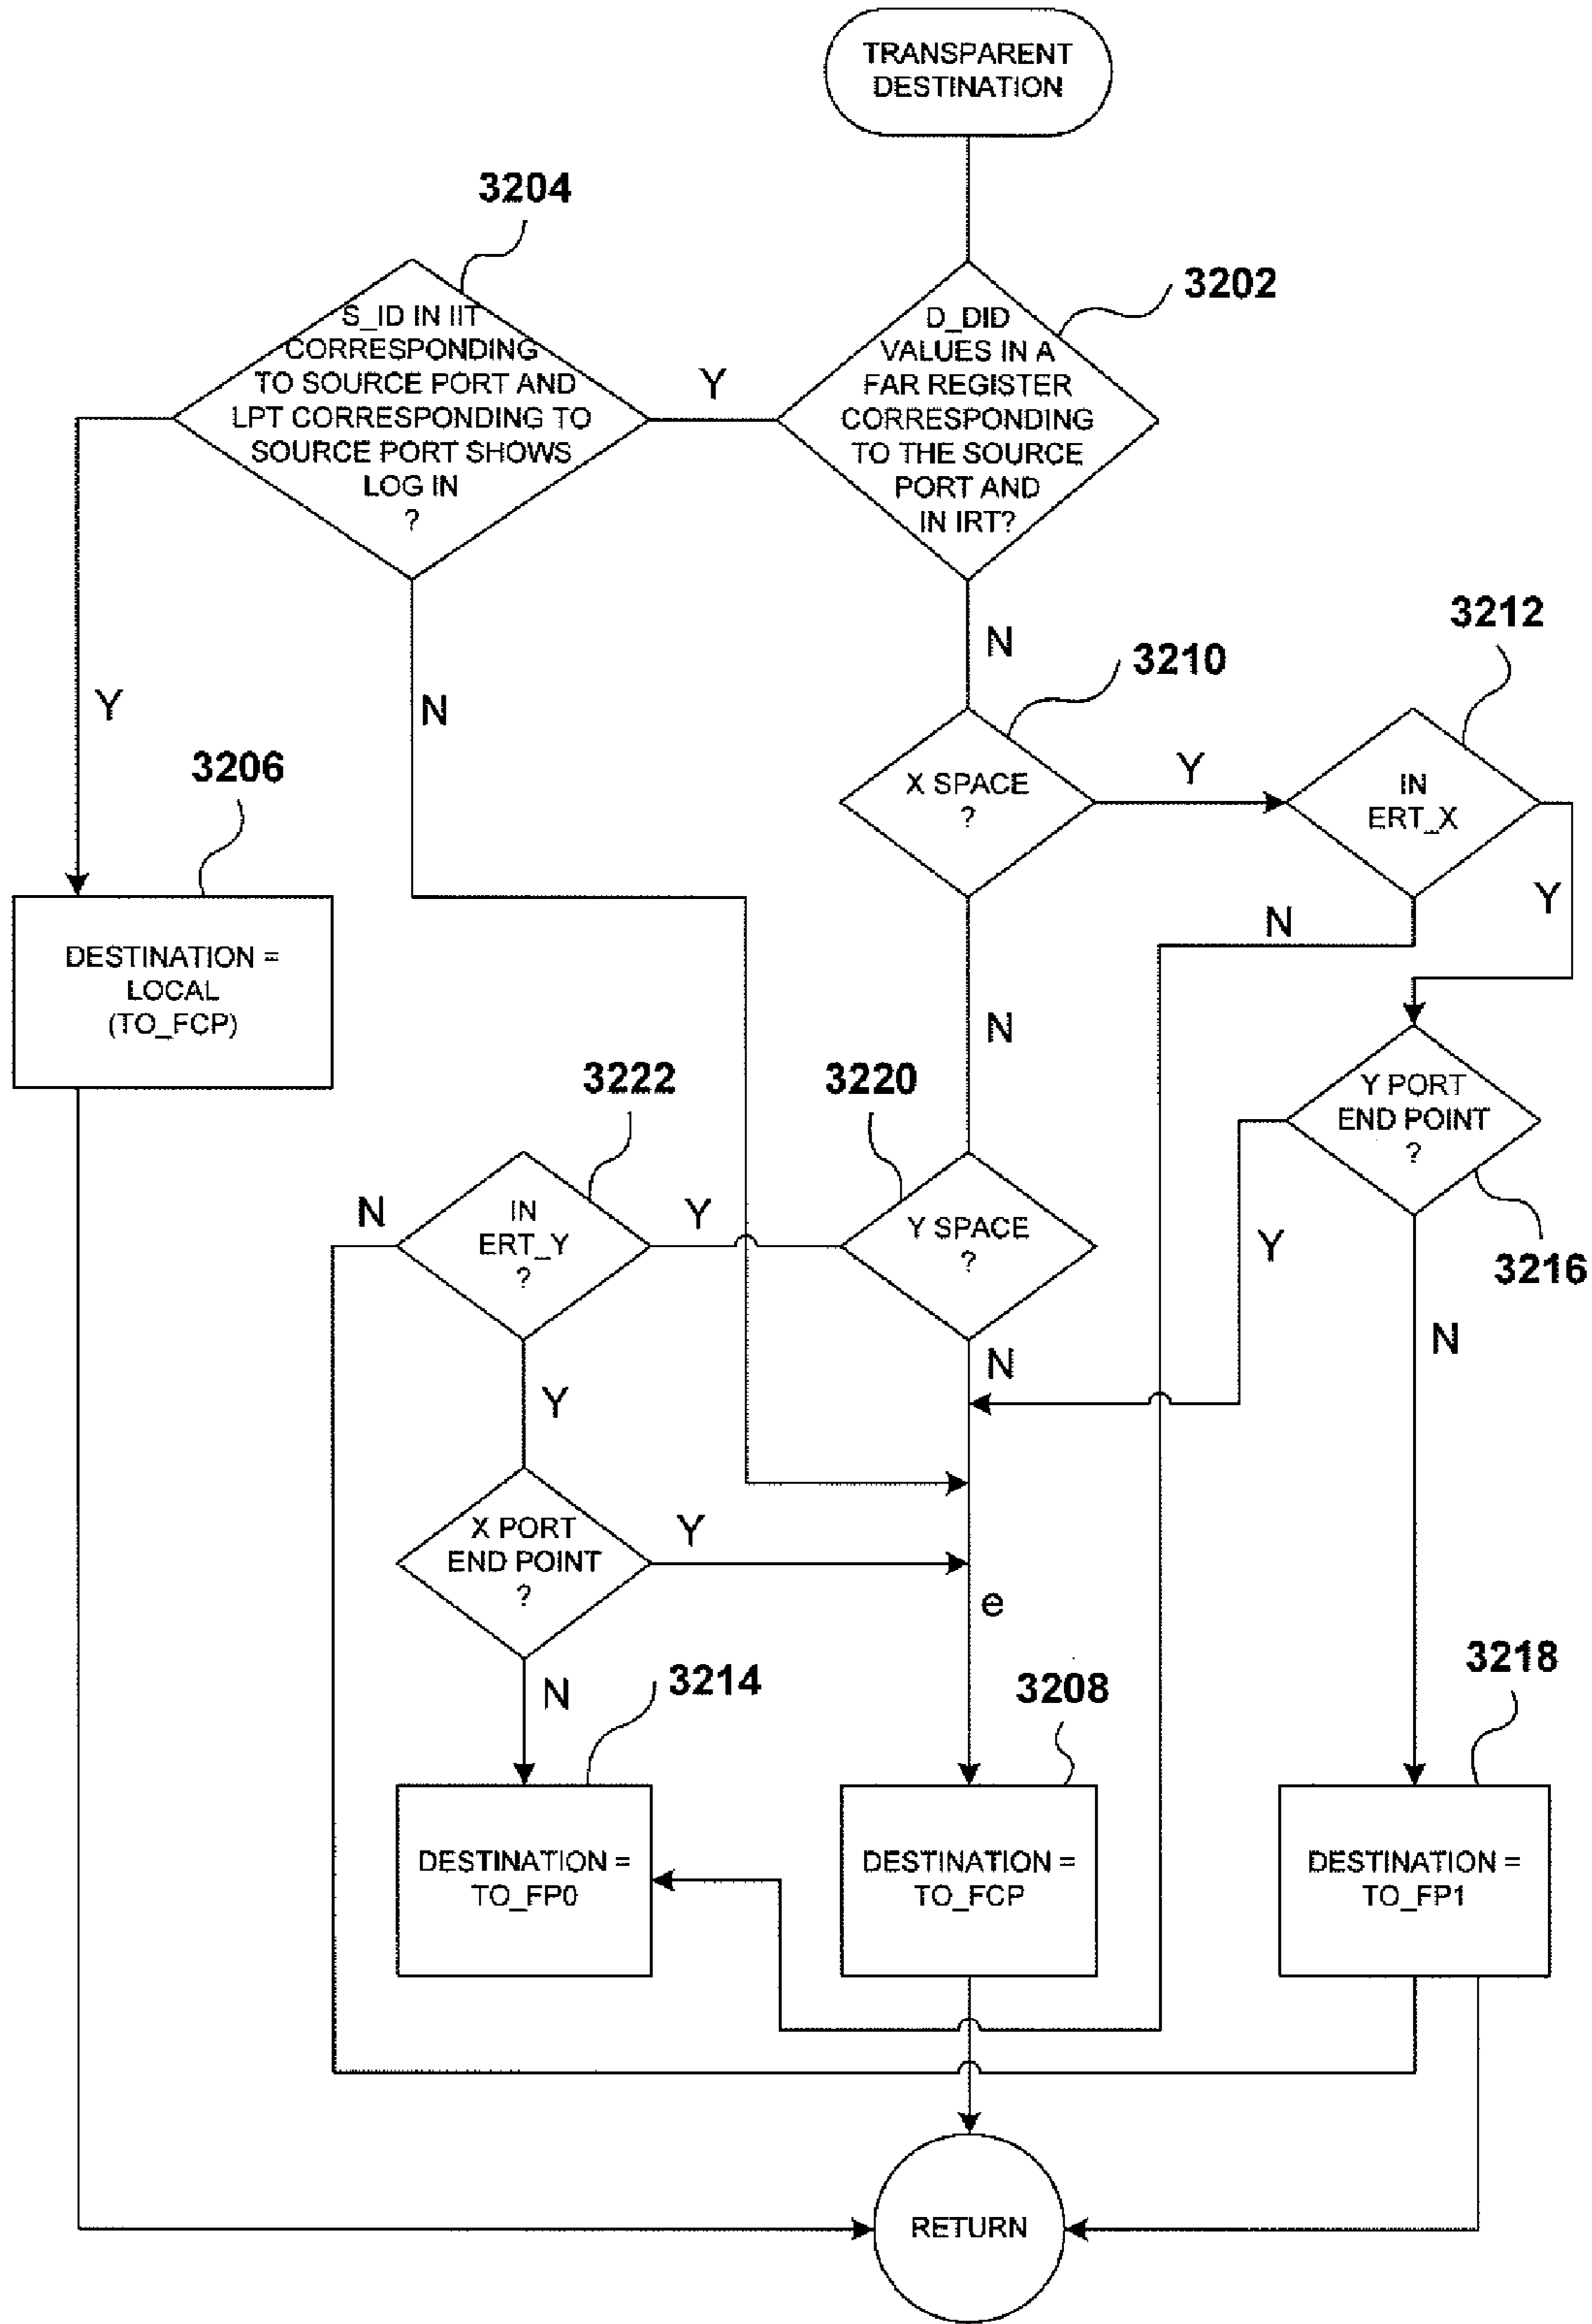 TRANSPARENT
DESTINATION
3204
3202
S_ID IN IIT
CORRESPONDING
TO SOURCE PORT AND
LPT CORRESPONDING TO
SOURCE PORT SHOWS
LOG IN
?
Y
D_DID
VALUES IN A
FAR REGISTER
CORRESPONDING
TO THE SOURCE
PORT AND
IN IRT?
N
3212
3210
Y
N
X SPACE
?
Y
IN
ERT_X
3206
Y
N
DESTINATION =
LOCAL
(TO_FCP)
N
3222
3220
Y PORT
END POINT
?
N
IN
ERT_Y
?
Y
Y SPACE
?
Y
3216
N
N
Y
X PORT
END POINT
?
Y
e
N
3214
3208
3218
DESTINATION =
TO_FP0
DESTINATION =
TO_FCP
DESTINATION =
TO_FP1
RETURN